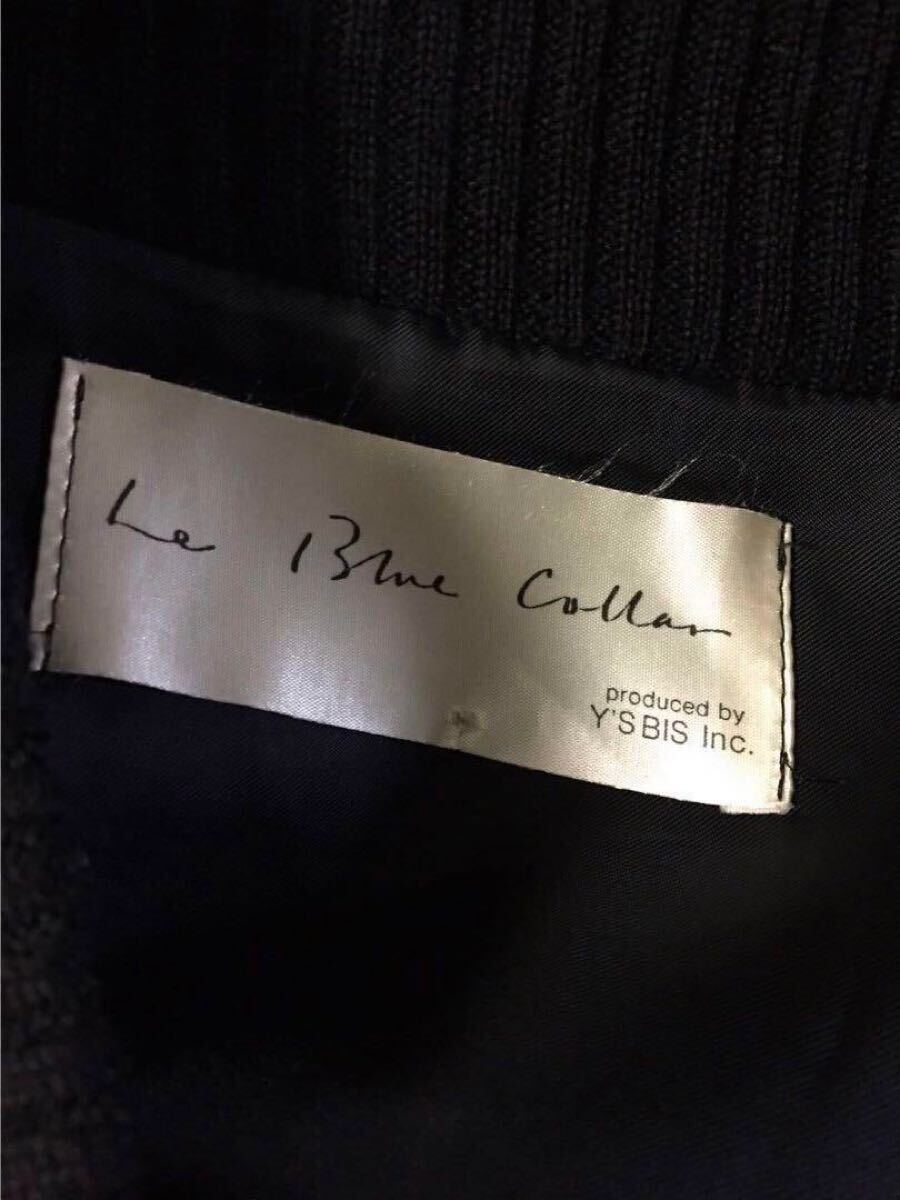 Le Blue Collar
produced by
Y'S BIS Inc.